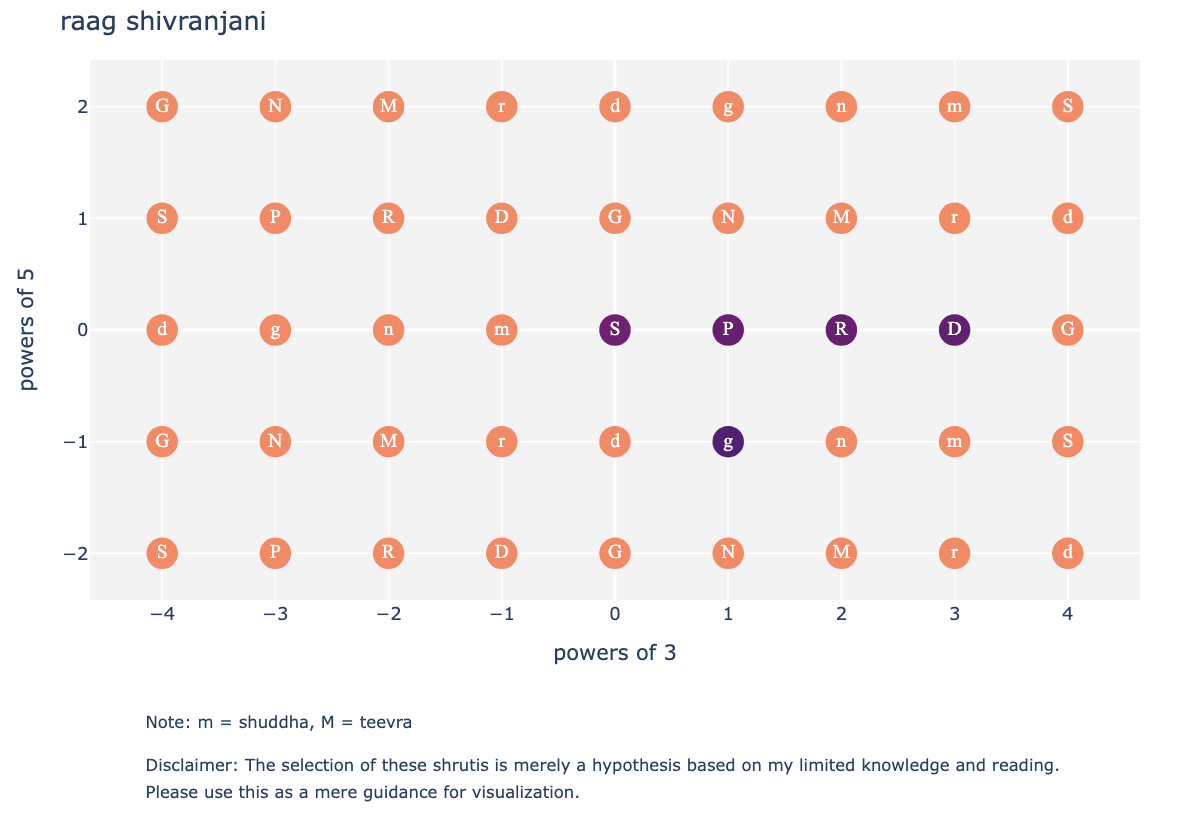 raag shivranjani
2 G N M r d g n m S
1 S P R D G N M r d
0 d g n m S P R D G
−1 G N M r d g n m S
−2 S P R D G N M r d
powers of 5
−4 −3 −2 −1 0 1 2 3 4
powers of 3
Note: m = shuddha, M = teevra
Disclaimer: The selection of these shrutis is merely a hypothesis based on my limited knowledge and reading.
Please use this as a mere guidance for visualization.